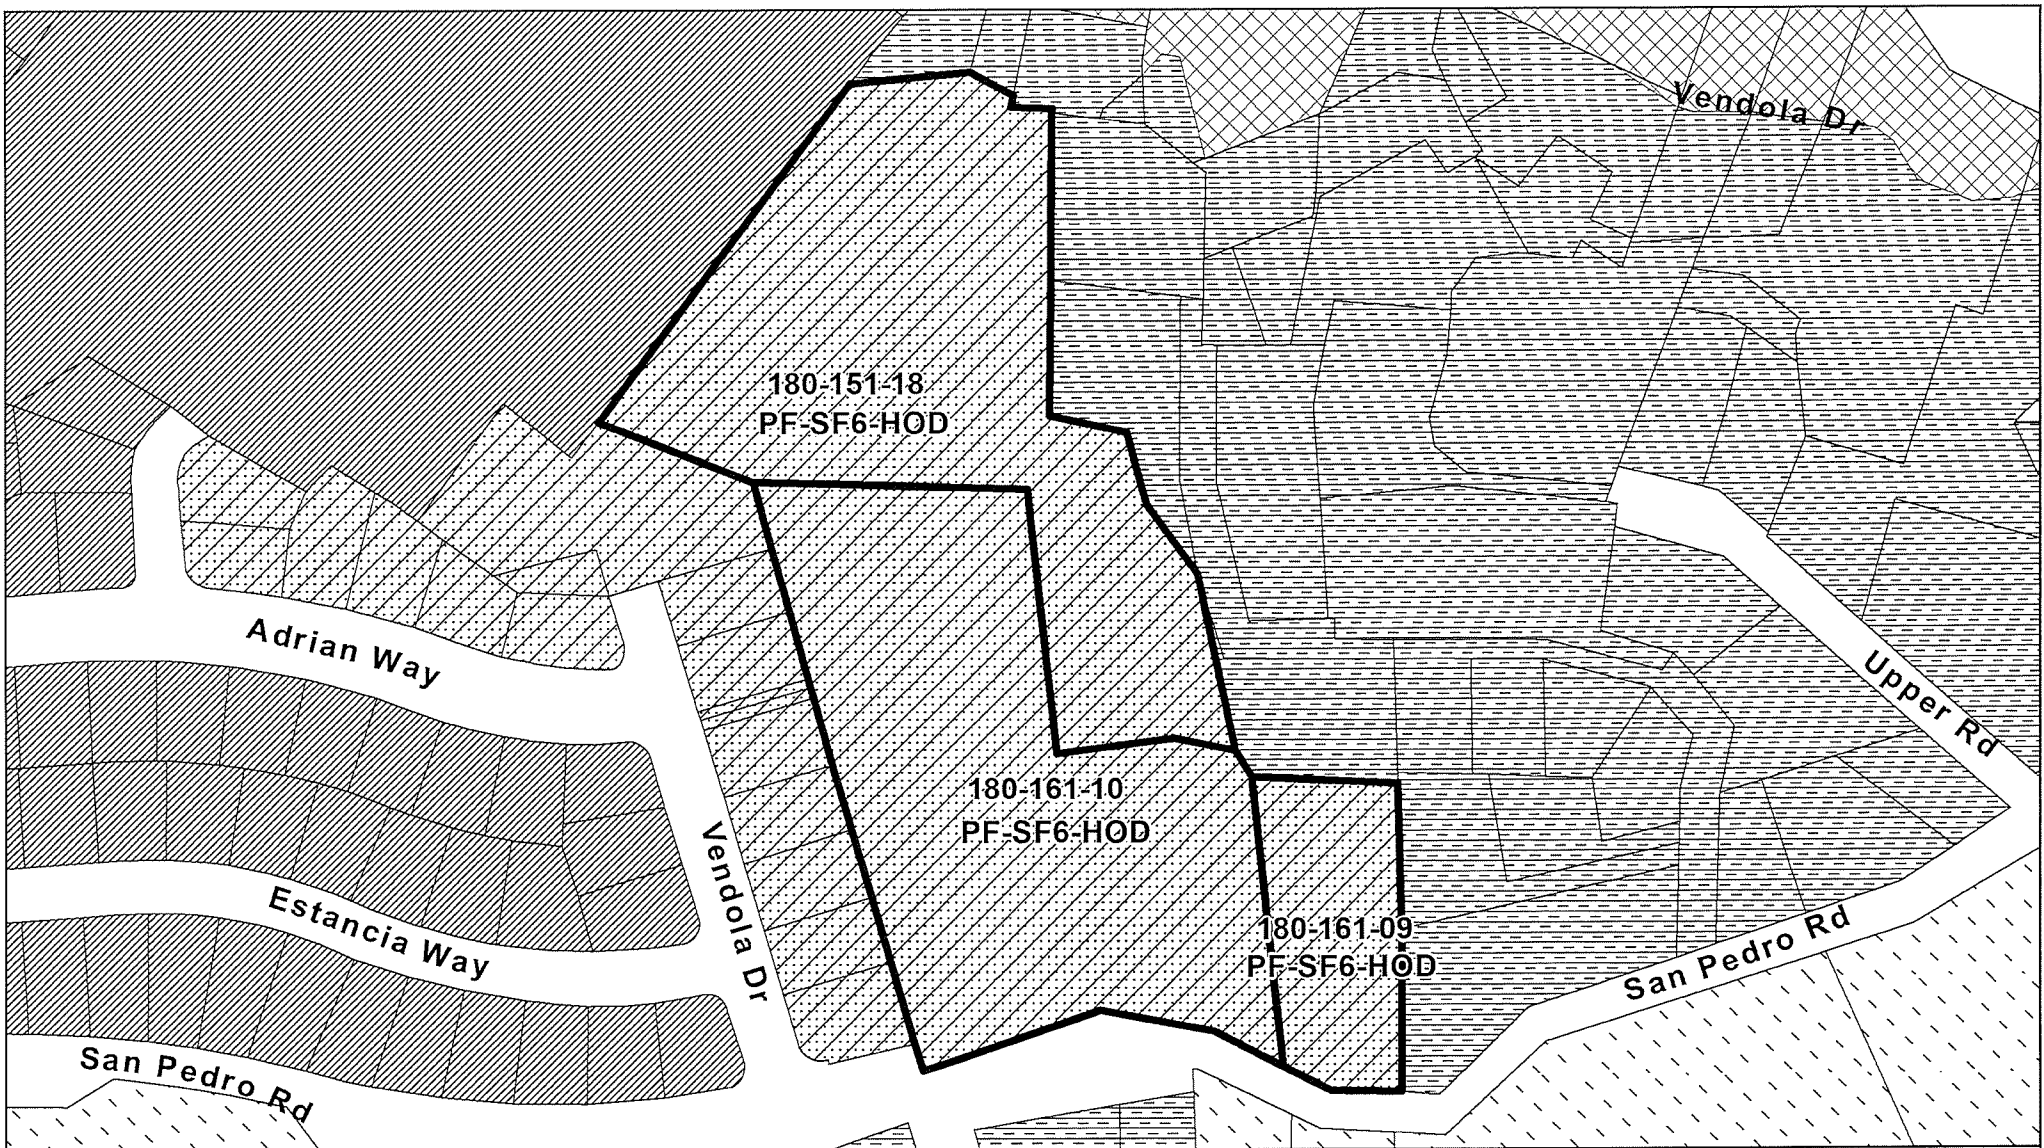 Vendola Dr
180-151-18
PF-SF6-HOD
Adrian Way
Upper Rd
180-161-10
PF-SF6-HOD
Vendola Dr
Estancia Way
180-161-09
PF-SF6-HOD
San Pedro Rd
San Pedro Rd